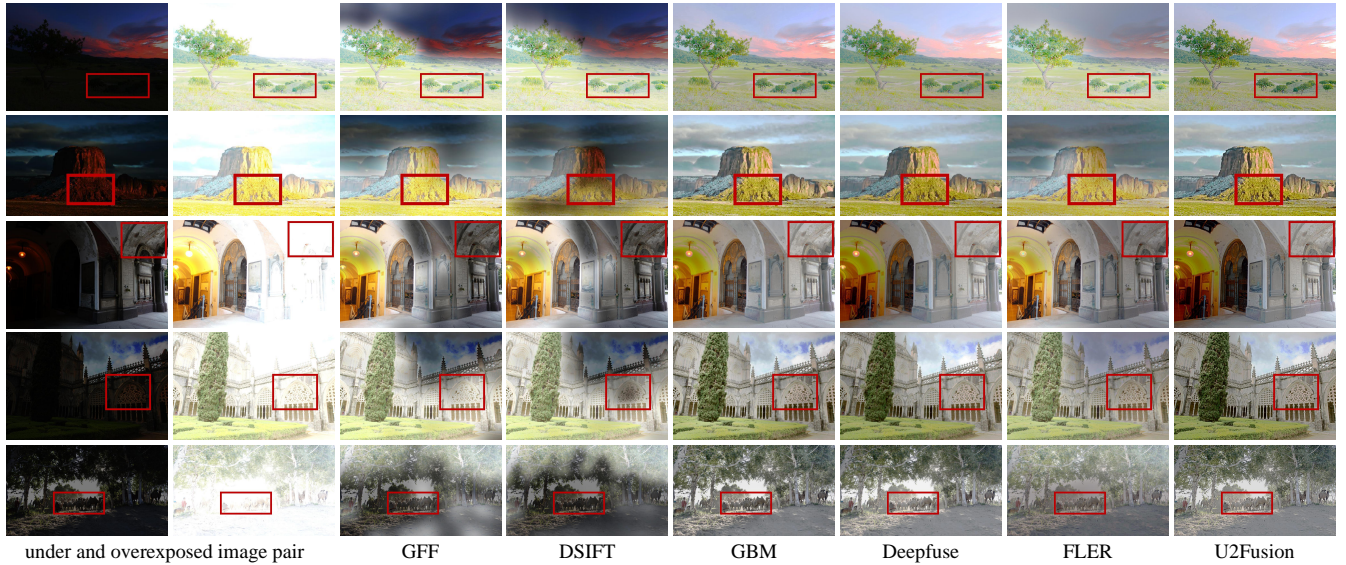 under and overexposed image pair GFF DSIFT GBM Deepfuse FLER U2Fusion